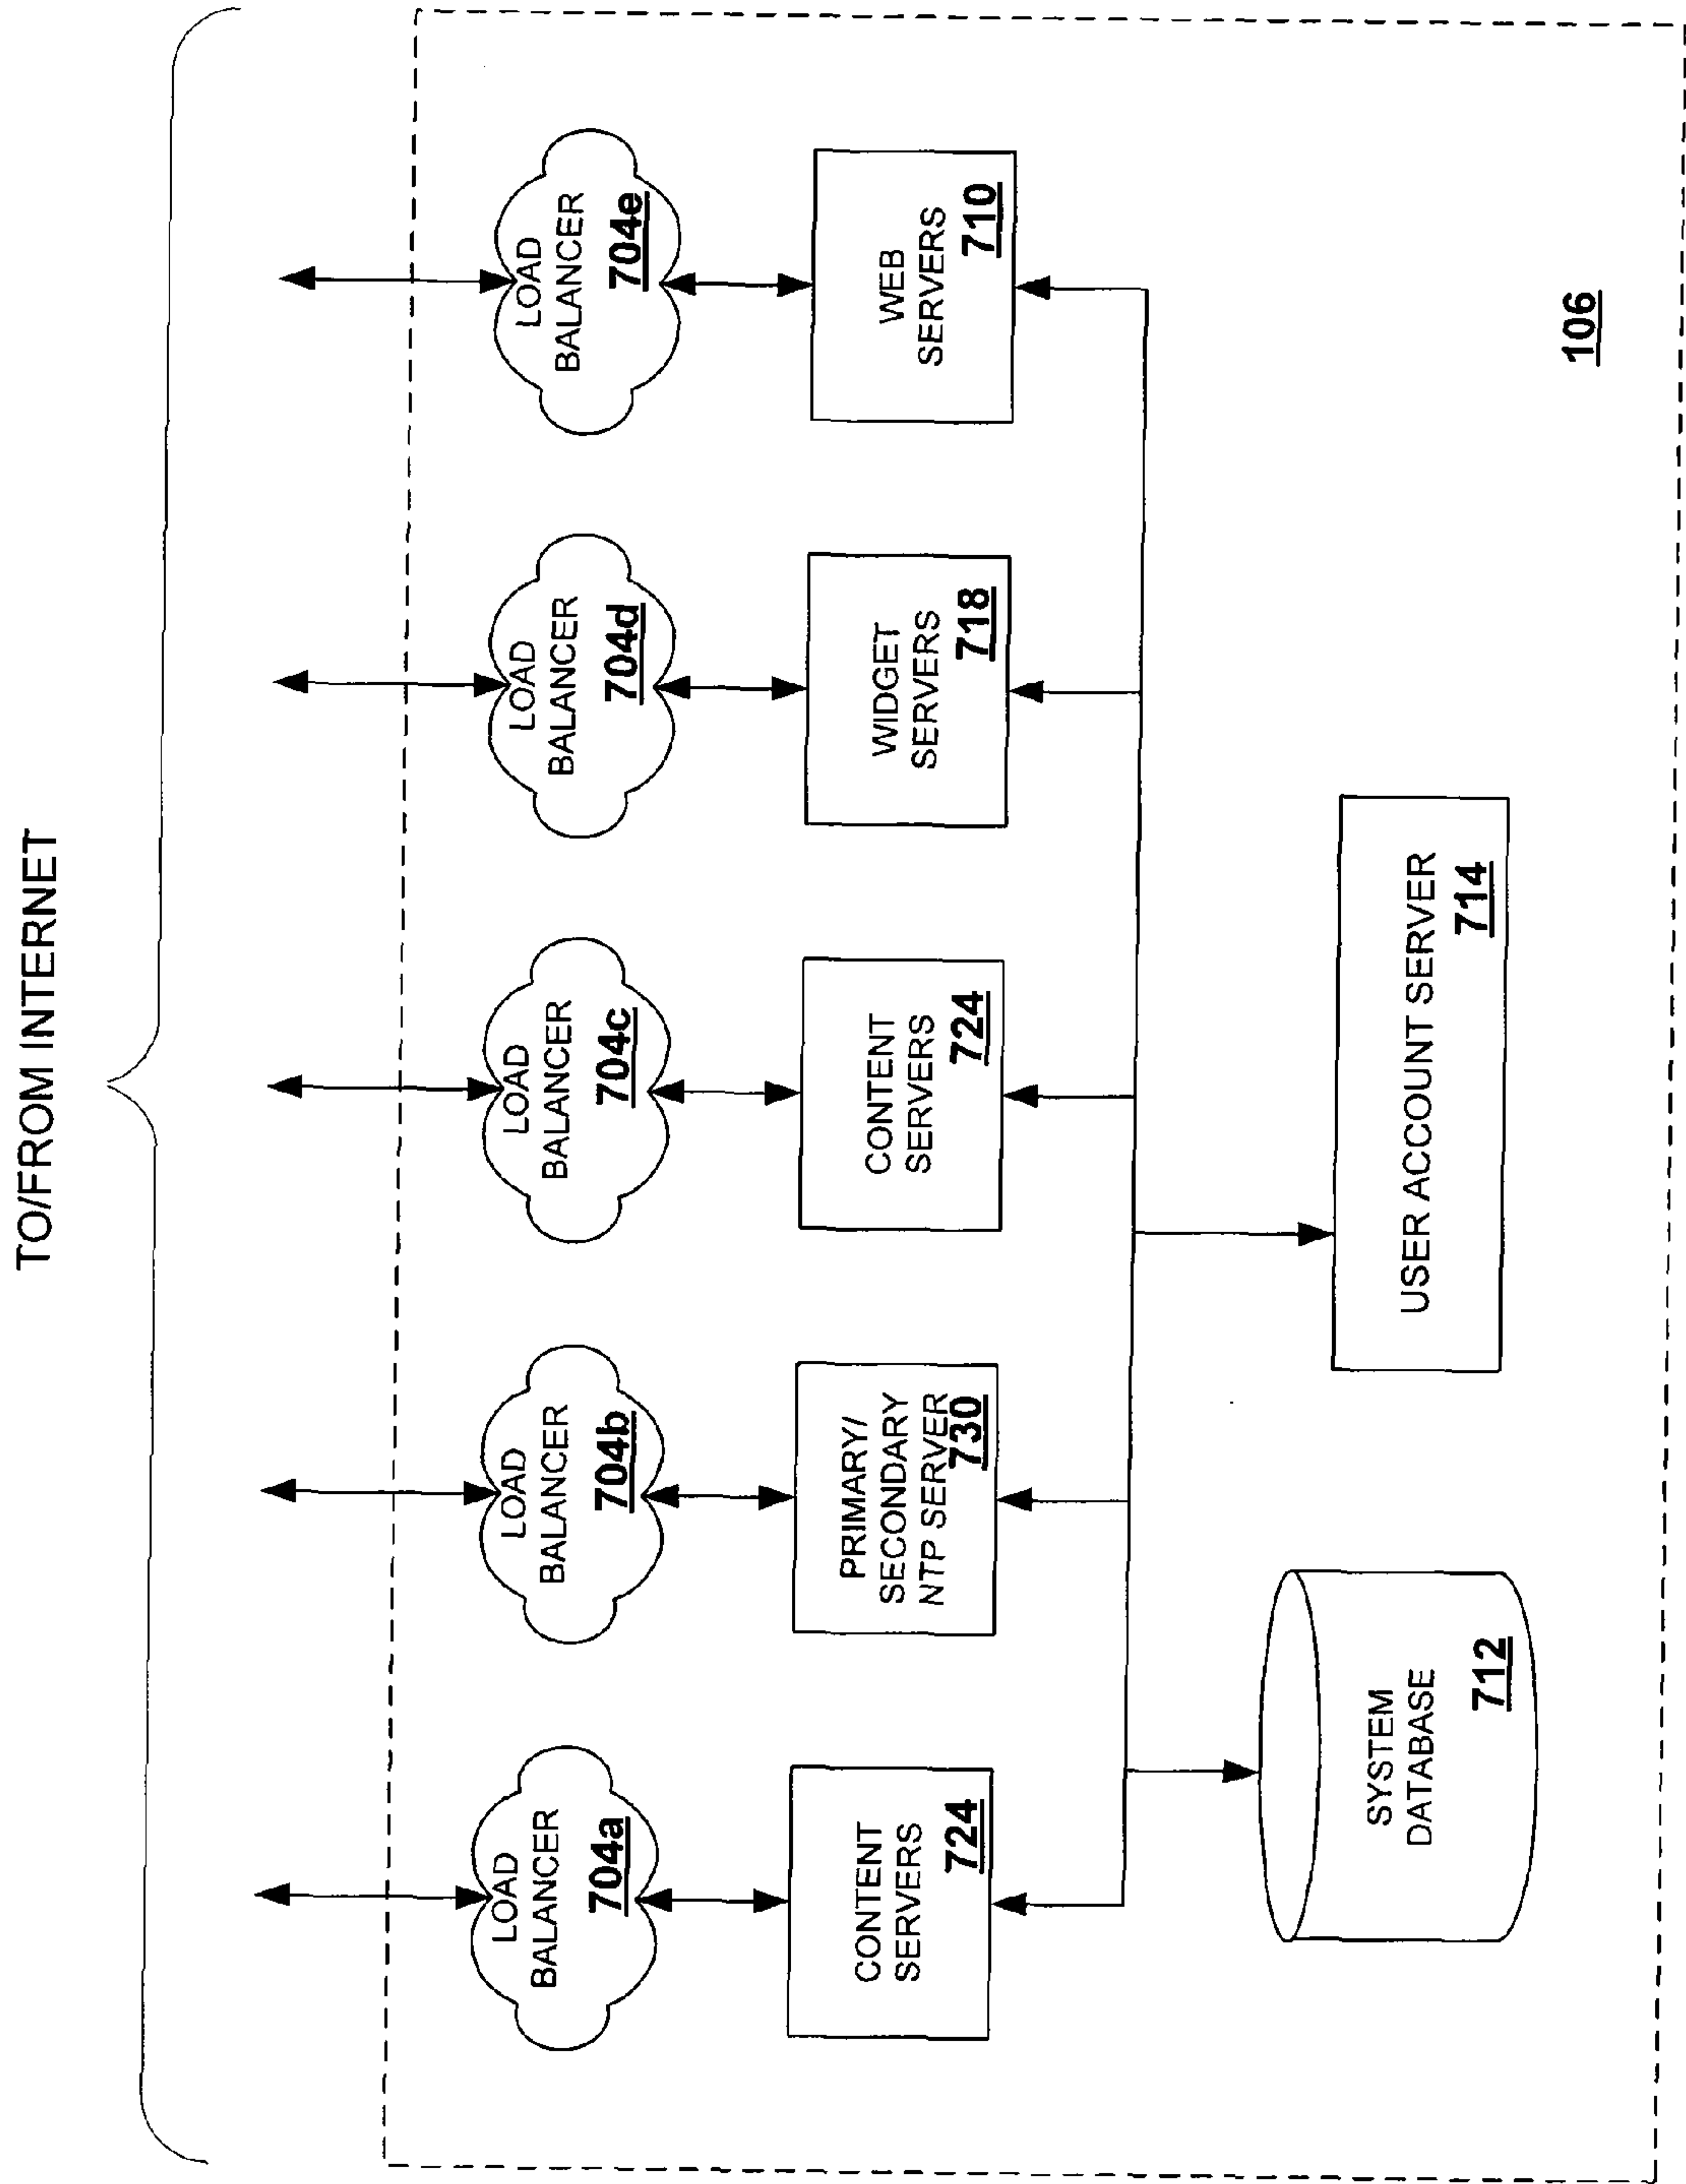 TO/FROM INTERNET
LOAD
BALANCER
704a
LOAD
BALANCER
704b
LOAD
BALANCER
704c
LOAD
BALANCER
704d
LOAD
BALANCER
704e
CONTENT
SERVERS
724
PRIMARY/
SECONDARY
NTP SERVER
730
CONTENT
SERVERS
724
WIDGET
SERVERS
718
WEB
SERVERS
710
SYSTEM
DATABASE
712
USER ACCOUNT SERVER
714
106